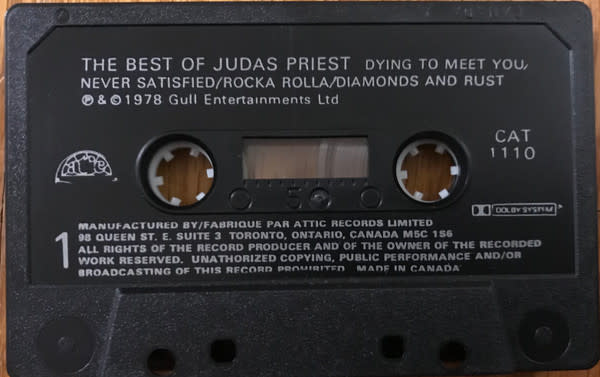 THE BEST OF JUDAS PRIEST DYING TO MEET YOU,
NEVER SATISFIED/ROCKA ROLLA/DIAMONDS AND RUST
℗ & © 1978 Gull Entertainments Ltd
CAT
1110
attic
50
DOLBY SYSTEM
1
MANUFACTURED BY/FABRIQUE PAR ATTIC RECORDS LIMITED
98 QUEEN ST. E. SUITE 3 TORONTO, ONTARIO, CANADA M5C 1S6
ALL RIGHTS OF THE RECORD PRODUCER AND OF THE OWNER OF THE RECORDED
WORK RESERVED. UNATHORIZED COPYING, PUBLIC PERFORMANCE AND/OR
BROADCASTING OF THIS RECORD PROHIBITED. MADE IN CANADA